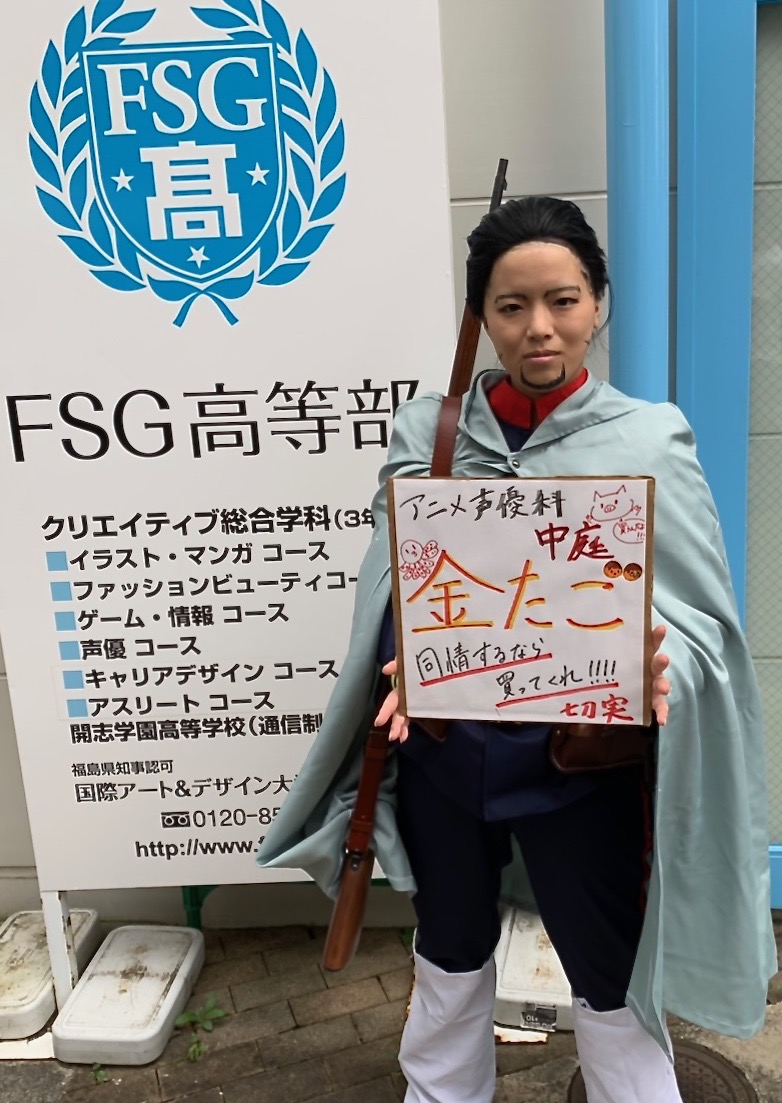 FSG
高
FSG高等部
クリエイティブ総合学科(3年
イラスト・マンガ コース
ファッションビューティコー
ゲーム・情報 コース
声優 コース
キャリアデザイン コース
アスリート コース
開志学園高等学校(通信制
福島県知事認可
国際アート&デザイン大
0120-85
http://www.f
アニメ声優科
中庭
金たこ
同情するなら
買ってくれ!!!!
切実